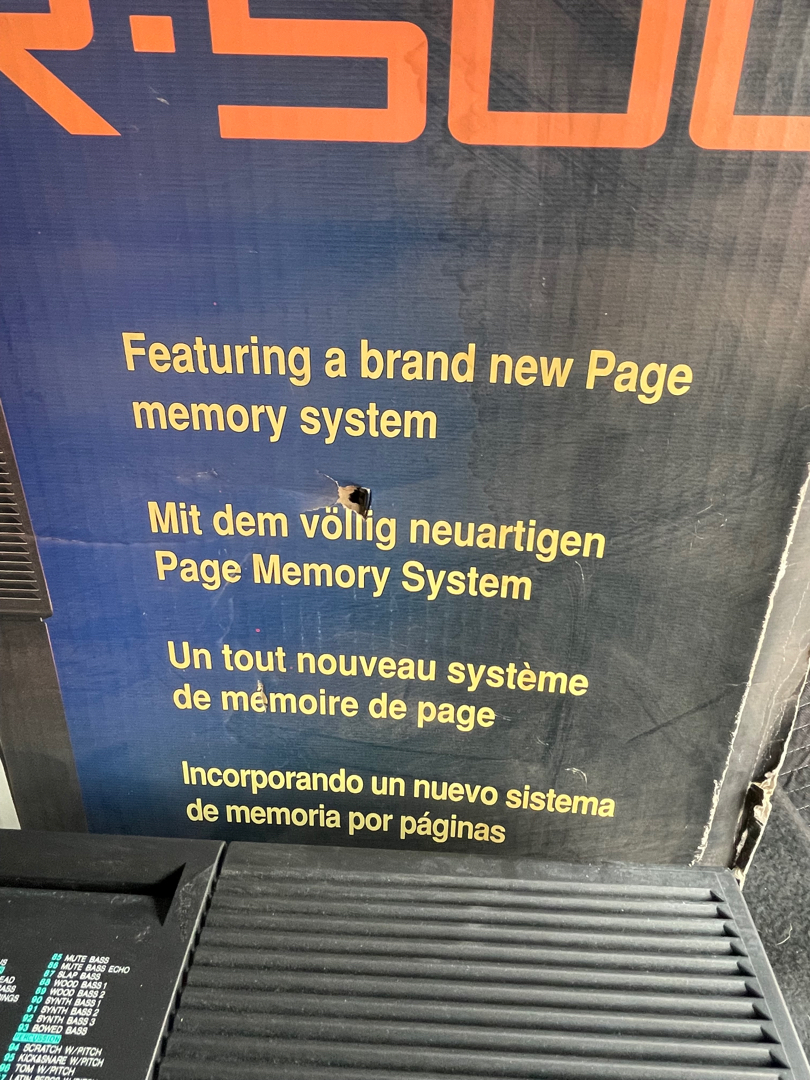 R·500
Featuring a brand new Page
memory system
Mit dem völlig neuartigen
Page Memory System
Un tout nouveau système
de mémoire de page
Incorporando un nuevo sistema
de memoria por páginas
85 MUTE BASS
86 MUTE BASS ECHO
87 SLAP BASS
88 WOOD BASS 1
89 WOOD BASS 2
90 SYNTH BASS 1
91 SYNTH BASS 2
92 SYNTH BASS 3
93 BOWED BASS
PERCUSSION
94 SCRATCH W/PITCH
95 KICK&SNARE W/PITCH
96 TOM W/PITCH